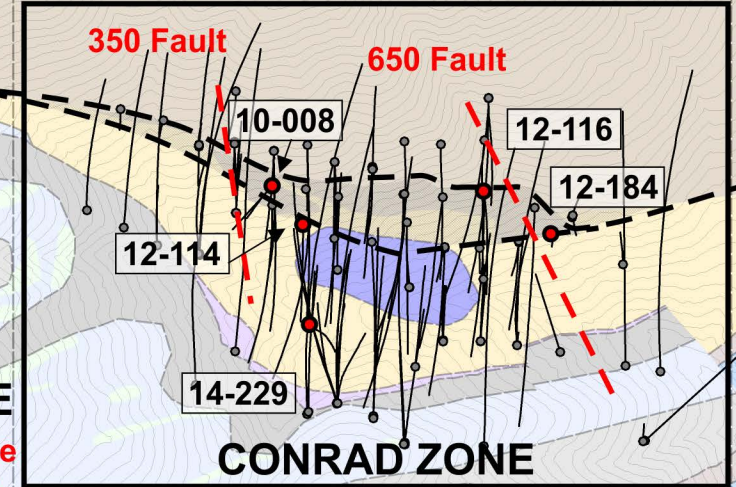 350 Fault
650 Fault
10-008
12-116
12-184
12-114
14-229
E
e
CONRAD ZONE